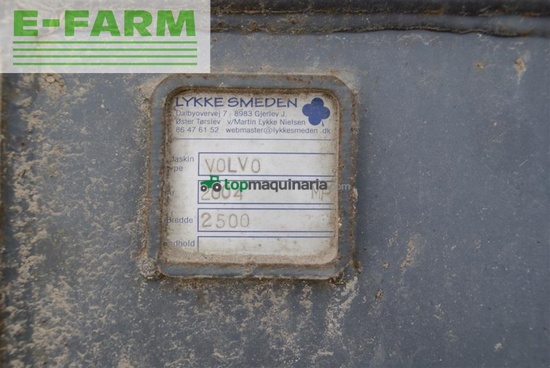 E-FARM
LYKKE SMEDEN
Dalbyovervej 7 - 8983 Gjerlev J.
Øster Tørslev v/Martin Lykke Nielsen
86 47 61 52 webmaster@lykkesmeden.dk
Maskin
type VOLVO
topmaquinaria
2004
Bredde 2500
Indhold